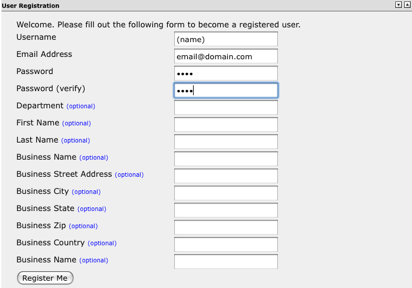 User Registration
Welcome. Please fill out the following form to become a registered user.
Username (name)
Email Address email@domain.com
Password ••••
Password (verify) ••••
Department (optional)
First Name (optional)
Last Name (optional)
Business Name (optional)
Business Street Address (optional)
Business City (optional)
Business State (optional)
Business Zip (optional)
Business Country (optional)
Business Name (optional)
Register Me